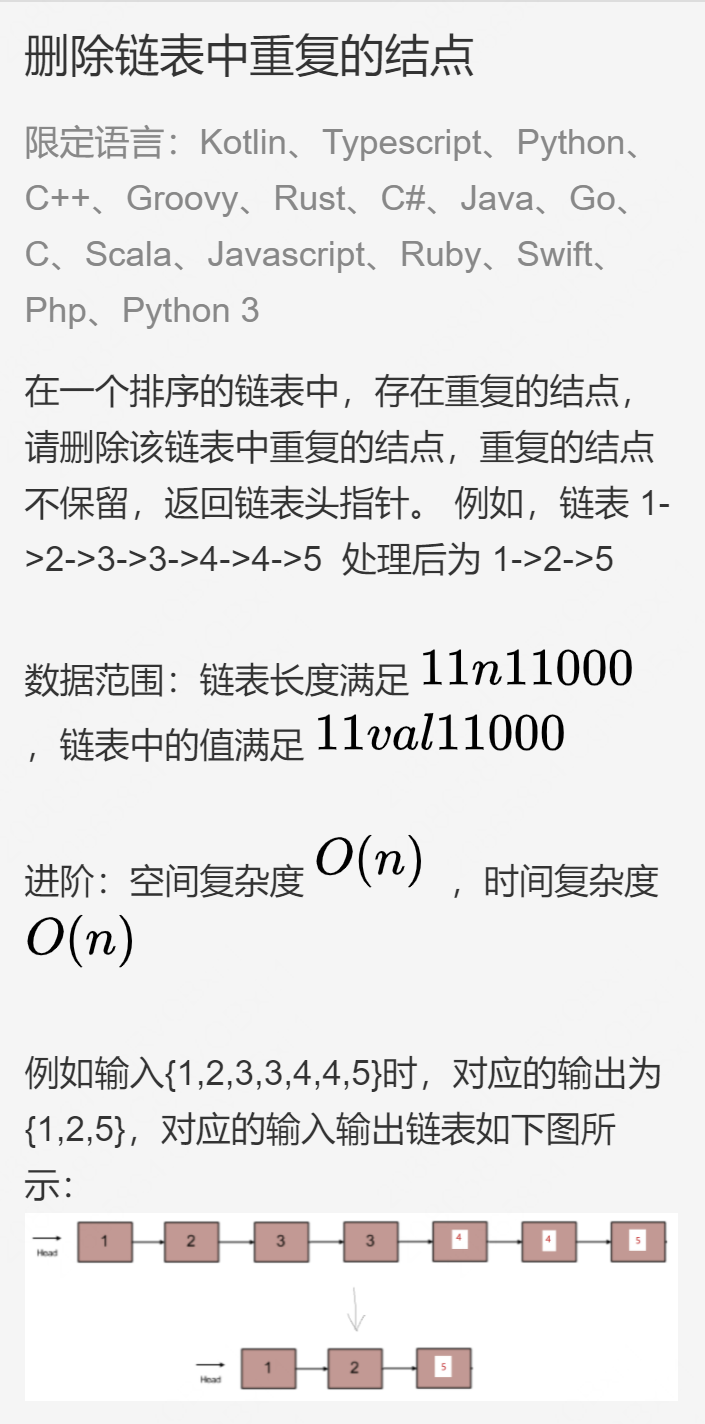 删除链表中重复的结点
限定语言：Kotlin、Typescript、Python、
C++、Groovy、Rust、C#、Java、Go、
C、Scala、Javascript、Ruby、Swift、
Php、Python 3
在一个排序的链表中，存在重复的结点，
请删除该链表中重复的结点，重复的结点
不保留，返回链表头指针。 例如，链表 1-
>2->3->3->4->4->5  处理后为 1->2->5
数据范围：链表长度满足 11n11000
，链表中的值满足 11val11000
进阶：空间复杂度 O(n) ，时间复杂度
O(n)
例如输入{1,2,3,3,4,4,5}时，对应的输出为
{1,2,5}，对应的输入输出链表如下图所
示：
Head 1 2 3 3 4 4 5
Head 1 2 5